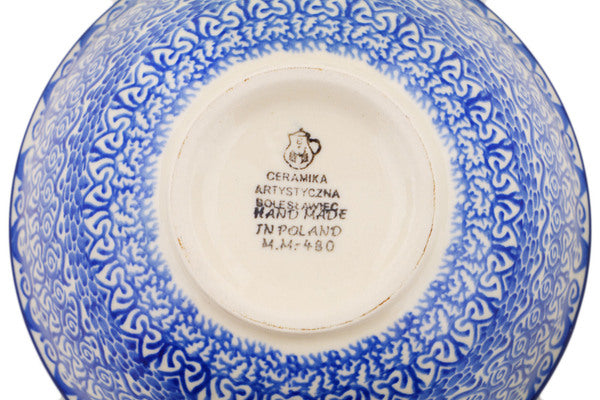 CERAMIKA
ARTYSTYCZNA
BOLESŁAWIEC
HAND MADE
IN POLAND
M.M.-480